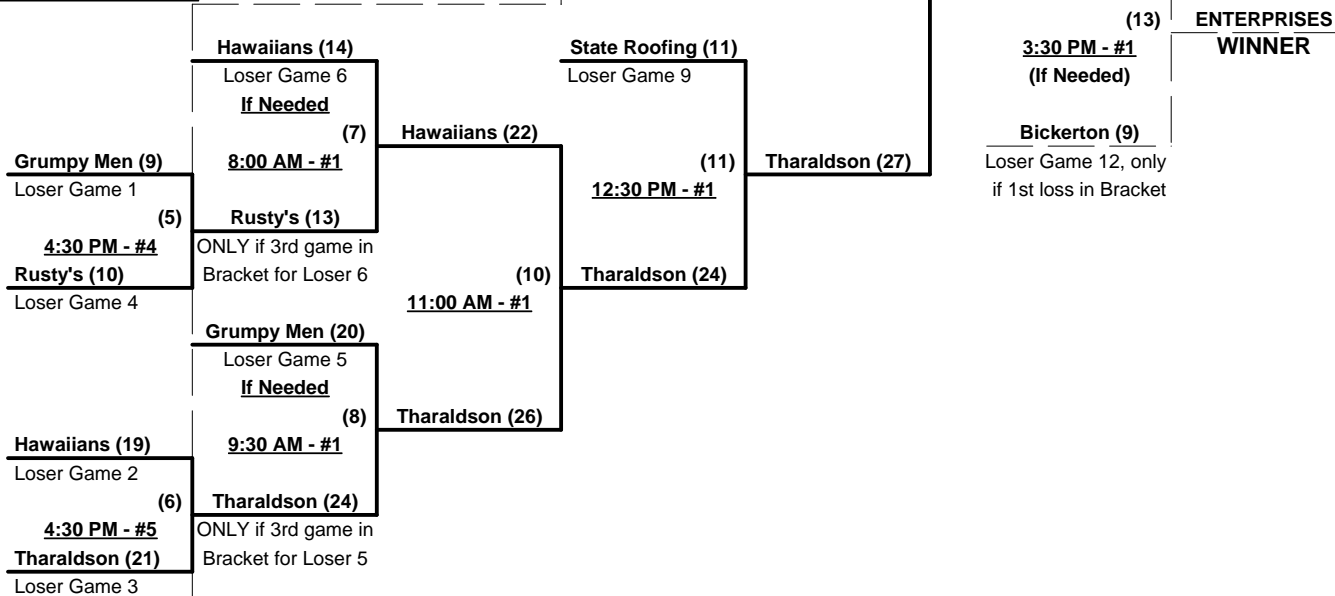 Hawaiians (14)
Loser Game 6
If Needed
(7)
8:00 AM - #1
Grumpy Men (9)
Loser Game 1
(5)
4:30 PM - #4
Rusty's (10)
Loser Game 4
Rusty's (13)
ONLY if 3rd game in
Bracket for Loser 6
Hawaiians (22)
(10)
11:00 AM - #1
Grumpy Men (20)
Loser Game 5
If Needed
(8)
9:30 AM - #1
Hawaiians (19)
Loser Game 2
(6)
4:30 PM - #5
Tharaldson (21)
Loser Game 3
Tharaldson (24)
ONLY if 3rd game in
Bracket for Loser 5
Tharaldson (26)
State Roofing (11)
Loser Game 9
(11)
12:30 PM - #1
Tharaldson (24)
Tharaldson (27)
(13)
3:30 PM - #1
(If Needed)
Bickerton (9)
Loser Game 12, only
if 1st loss in Bracket
ENTERPRISES
WINNER